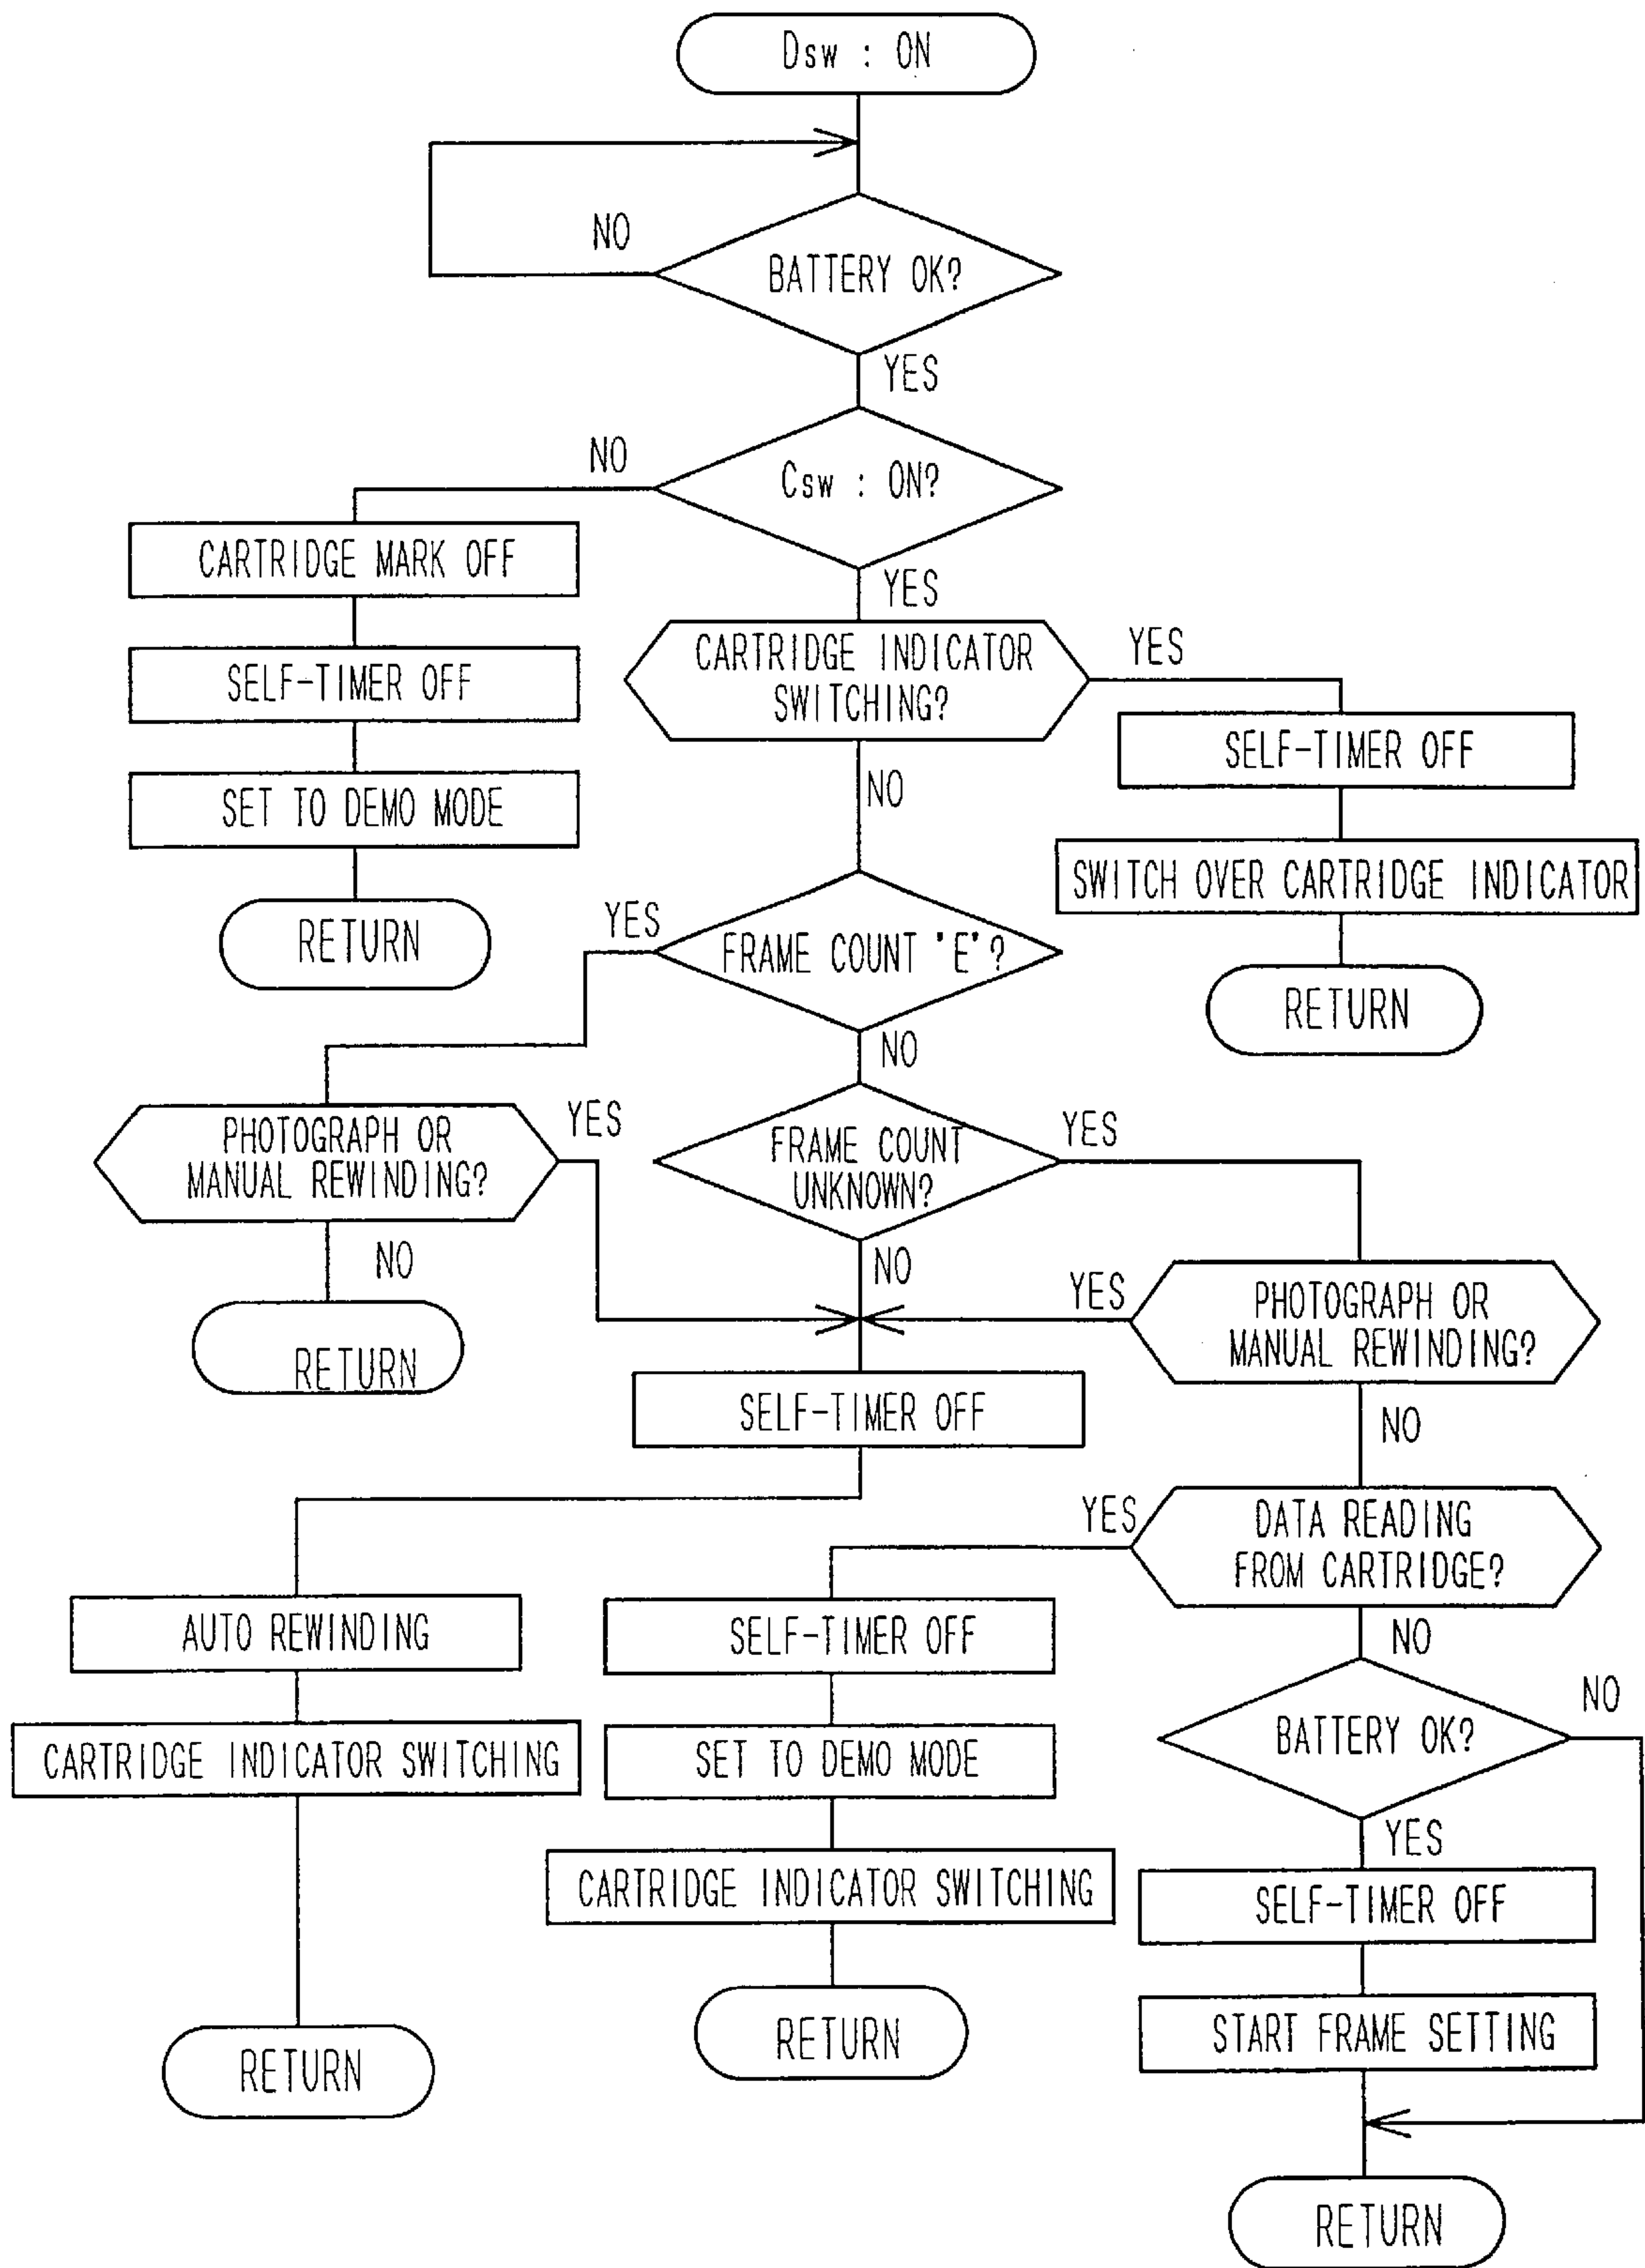 Dsw : ON
NO
BATTERY OK?
YES
NO
Csw : ON?
YES
CARTRIDGE MARK OFF
SELF-TIMER OFF
SET TO DEMO MODE
RETURN
CARTRIDGE INDICATOR
SWITCHING?
YES
SELF-TIMER OFF
SWITCH OVER CARTRIDGE INDICATOR
RETURN
NO
YES
FRAME COUNT 'E'?
NO
PHOTOGRAPH OR
MANUAL REWINDING?
YES
NO
RETURN
FRAME COUNT
UNKNOWN?
YES
NO
YES
PHOTOGRAPH OR
MANUAL REWINDING?
NO
SELF-TIMER OFF
AUTO REWINDING
CARTRIDGE INDICATOR SWITCHING
RETURN
YES
DATA READING
FROM CARTRIDGE?
NO
SELF-TIMER OFF
SET TO DEMO MODE
CARTRIDGE INDICATOR SWITCHING
RETURN
BATTERY OK?
NO
YES
SELF-TIMER OFF
START FRAME SETTING
RETURN